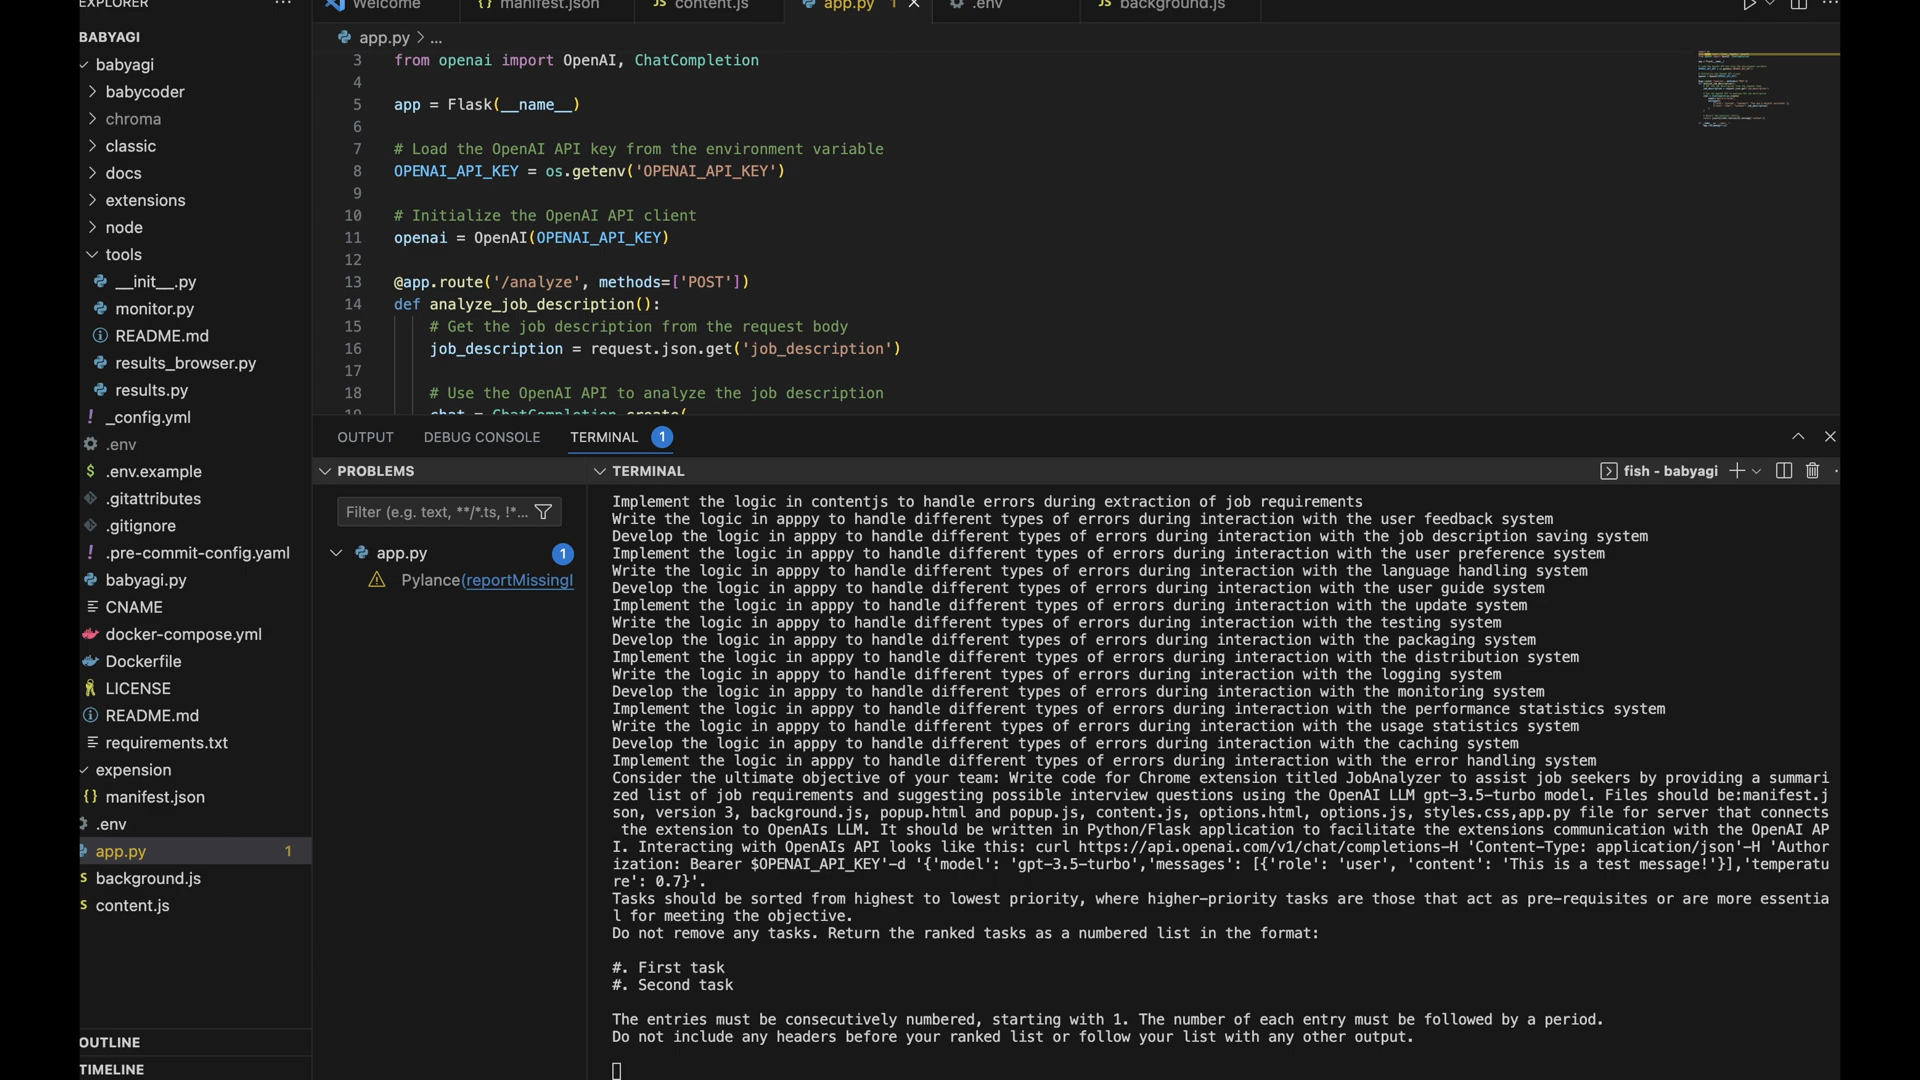 EXPLORER
BABYAGI
babyagi
babycoder
chroma
classic
docs
extensions
node
tools
__init__.py
monitor.py
README.md
results_browser.py
results.py
_config.yml
.env
.env.example
.gitattributes
.gitignore
.pre-commit-config.yaml
babyagi.py
CNAME
docker-compose.yml
Dockerfile
LICENSE
README.md
requirements.txt
expension
manifest.json
.env
app.py 1
background.js
content.js
OUTLINE
TIMELINE
Welcome
manifest.json
content.js
app.py 1
.env
background.js
app.py > ...
3 from openai import OpenAI, ChatCompletion
4
5 app = Flask(__name__)
6
7 # Load the OpenAI API key from the environment variable
8 OPENAI_API_KEY = os.getenv('OPENAI_API_KEY')
9
10 # Initialize the OpenAI API client
11 openai = OpenAI(OPENAI_API_KEY)
12
13 @app.route('/analyze', methods=['POST'])
14 def analyze_job_description():
15 # Get the job description from the request body
16 job_description = request.json.get('job_description')
17
18 # Use the OpenAI API to analyze the job description
19 chat = ChatCompletion.create(
OUTPUT DEBUG CONSOLE TERMINAL 1
PROBLEMS
Filter (e.g. text, **/*.ts, !*...
app.py 1
Pylance(reportMissingI
TERMINAL
fish - babyagi
Implement the logic in contentjs to handle errors during extraction of job requirements
Write the logic in apppy to handle different types of errors during interaction with the user feedback system
Develop the logic in apppy to handle different types of errors during interaction with the job description saving system
Implement the logic in apppy to handle different types of errors during interaction with the user preference system
Write the logic in apppy to handle different types of errors during interaction with the language handling system
Develop the logic in apppy to handle different types of errors during interaction with the user guide system
Implement the logic in apppy to handle different types of errors during interaction with the update system
Write the logic in apppy to handle different types of errors during interaction with the testing system
Develop the logic in apppy to handle different types of errors during interaction with the packaging system
Implement the logic in apppy to handle different types of errors during interaction with the distribution system
Write the logic in apppy to handle different types of errors during interaction with the logging system
Develop the logic in apppy to handle different types of errors during interaction with the monitoring system
Implement the logic in apppy to handle different types of errors during interaction with the performance statistics system
Write the logic in apppy to handle different types of errors during interaction with the usage statistics system
Develop the logic in apppy to handle different types of errors during interaction with the caching system
Implement the logic in apppy to handle different types of errors during interaction with the error handling system
Consider the ultimate objective of your team: Write code for Chrome extension titled JobAnalyzer to assist job seekers by providing a summari
zed list of job requirements and suggesting possible interview questions using the OpenAI LLM gpt-3.5-turbo model. Files should be:manifest.j
son, version 3, background.js, popup.html and popup.js, content.js, options.html, options.js, styles.css,app.py file for server that connects
the extension to OpenAIs LLM. It should be written in Python/Flask application to facilitate the extensions communication with the OpenAI AP
I. Interacting with OpenAIs API looks like this: curl https://api.openai.com/v1/chat/completions-H 'Content-Type: application/json'-H 'Author
ization: Bearer $OPENAI_API_KEY'-d '{'model': 'gpt-3.5-turbo','messages': [{'role': 'user', 'content': 'This is a test message!'}],'temperatu
re': 0.7}'.
Tasks should be sorted from highest to lowest priority, where higher-priority tasks are those that act as pre-requisites or are more essentia
l for meeting the objective.
Do not remove any tasks. Return the ranked tasks as a numbered list in the format:
#. First task
#. Second task
The entries must be consecutively numbered, starting with 1. The number of each entry must be followed by a period.
Do not include any headers before your ranked list or follow your list with any other output.